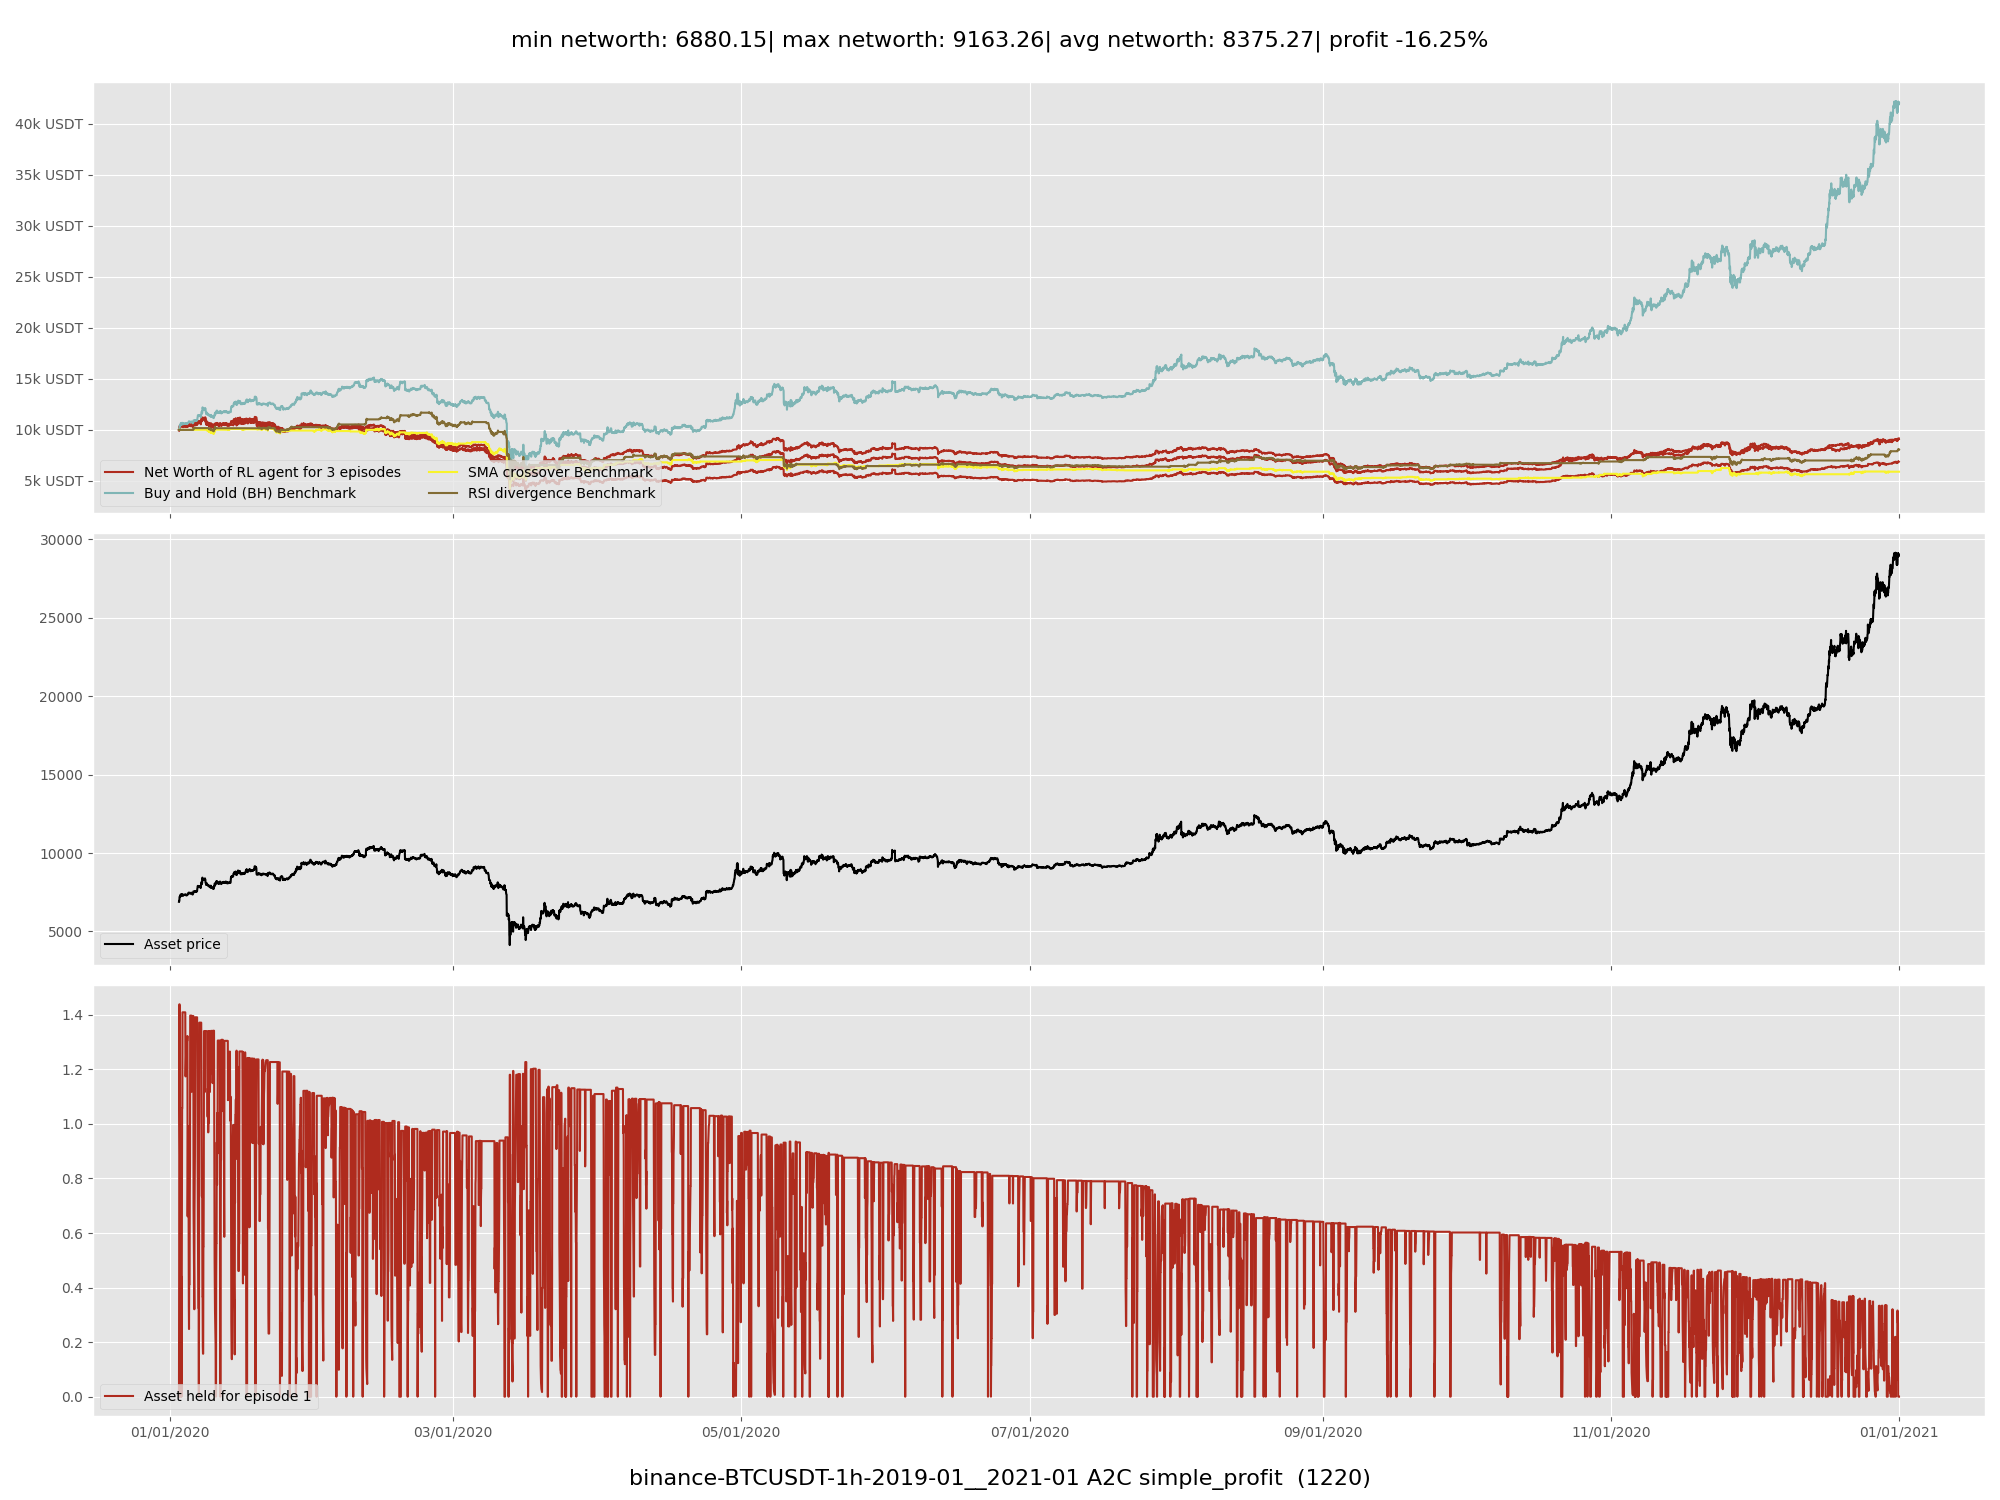 min networth: 6880.15| max networth: 9163.26| avg networth: 8375.27| profit -16.25%
40k USDT
35k USDT
30k USDT
25k USDT
20k USDT
15k USDT
10k USDT
5k USDT
Net Worth of RL agent for 3 episodes
Buy and Hold (BH) Benchmark
SMA crossover Benchmark
RSI divergence Benchmark
30000
25000
20000
15000
10000
5000
Asset price
1.4
1.2
1.0
0.8
0.6
0.4
0.2
0.0
Asset held for episode 1
01/01/2020 03/01/2020 05/01/2020 07/01/2020 09/01/2020 11/01/2020 01/01/2021
binance-BTCUSDT-1h-2019-01__2021-01 A2C simple_profit (1220)